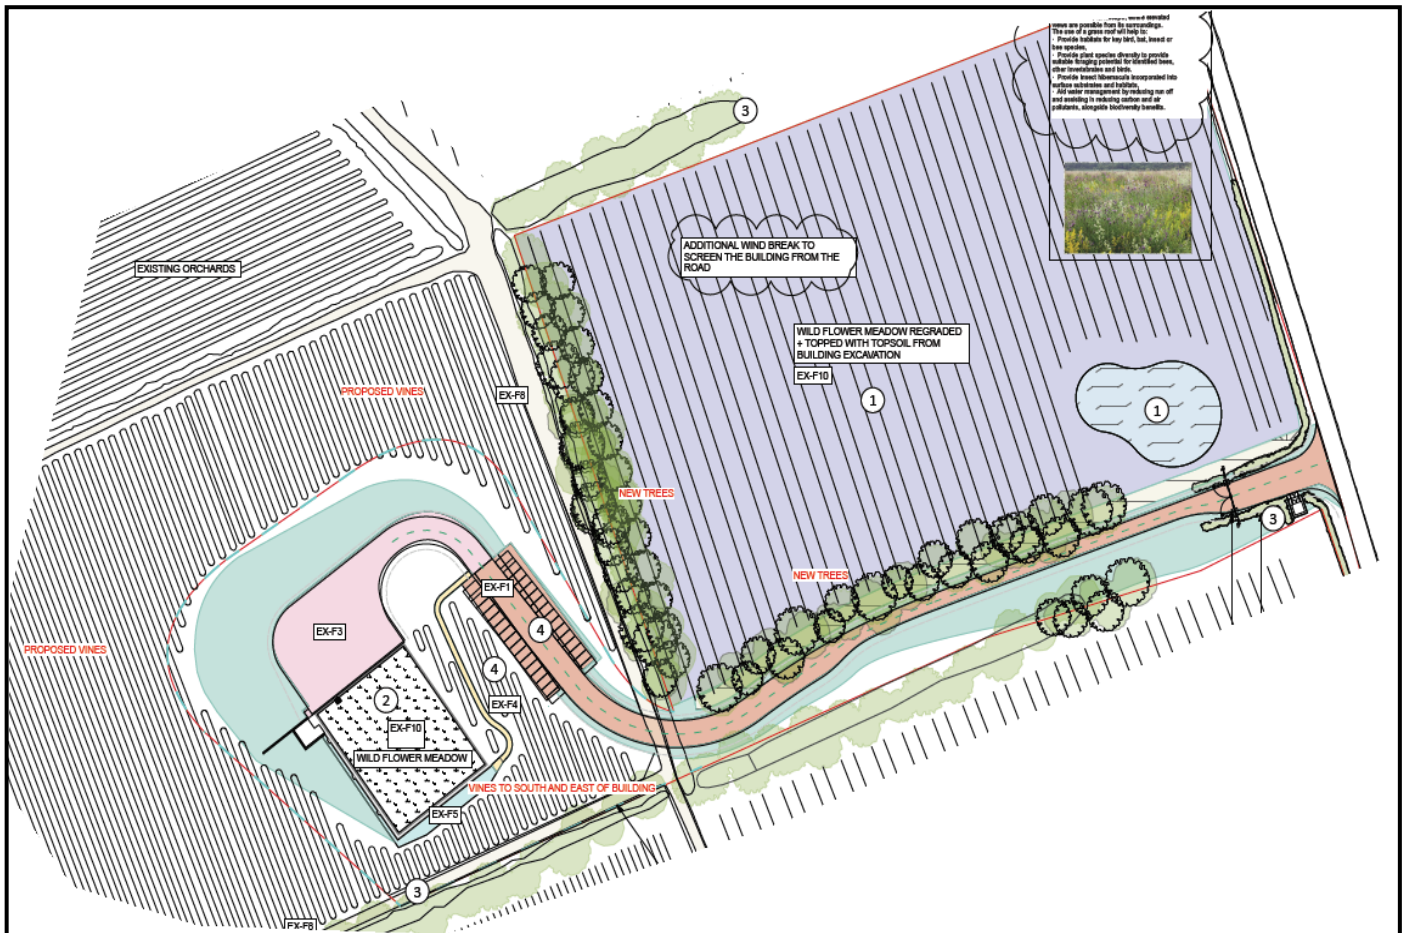 views are possible from its surroundings.
The use of a grass roof will help to:
- Provide habitats for key bird, bat, insect or
bee species,
- Provide plant species diversity to provide
suitable foraging potential for identified bees,
other invertebrates and birds.
- Provide insect hibernacula incorporated into
surface substrates and habitats,
- Aid water management by reducing run off
and assisting in reducing carbon and air
pollutants, alongside biodiversity benefits.
3
ADDITIONAL WIND BREAK TO
SCREEN THE BUILDING FROM THE
ROAD
EXISTING ORCHARDS
WILD FLOWER MEADOW REGRADED
+ TOPPED WITH TOPSOIL FROM
BUILDING EXCAVATION
EX-F10
1
1
PROPOSED VINES
EX-F8
NEW TREES
3
NEW TREES
EX-F1
4
EX-F3
PROPOSED VINES
4
EX-F4
2
EX-F10
WILD FLOWER MEADOW
VINES TO SOUTH AND EAST OF BUILDING
EX-F5
3